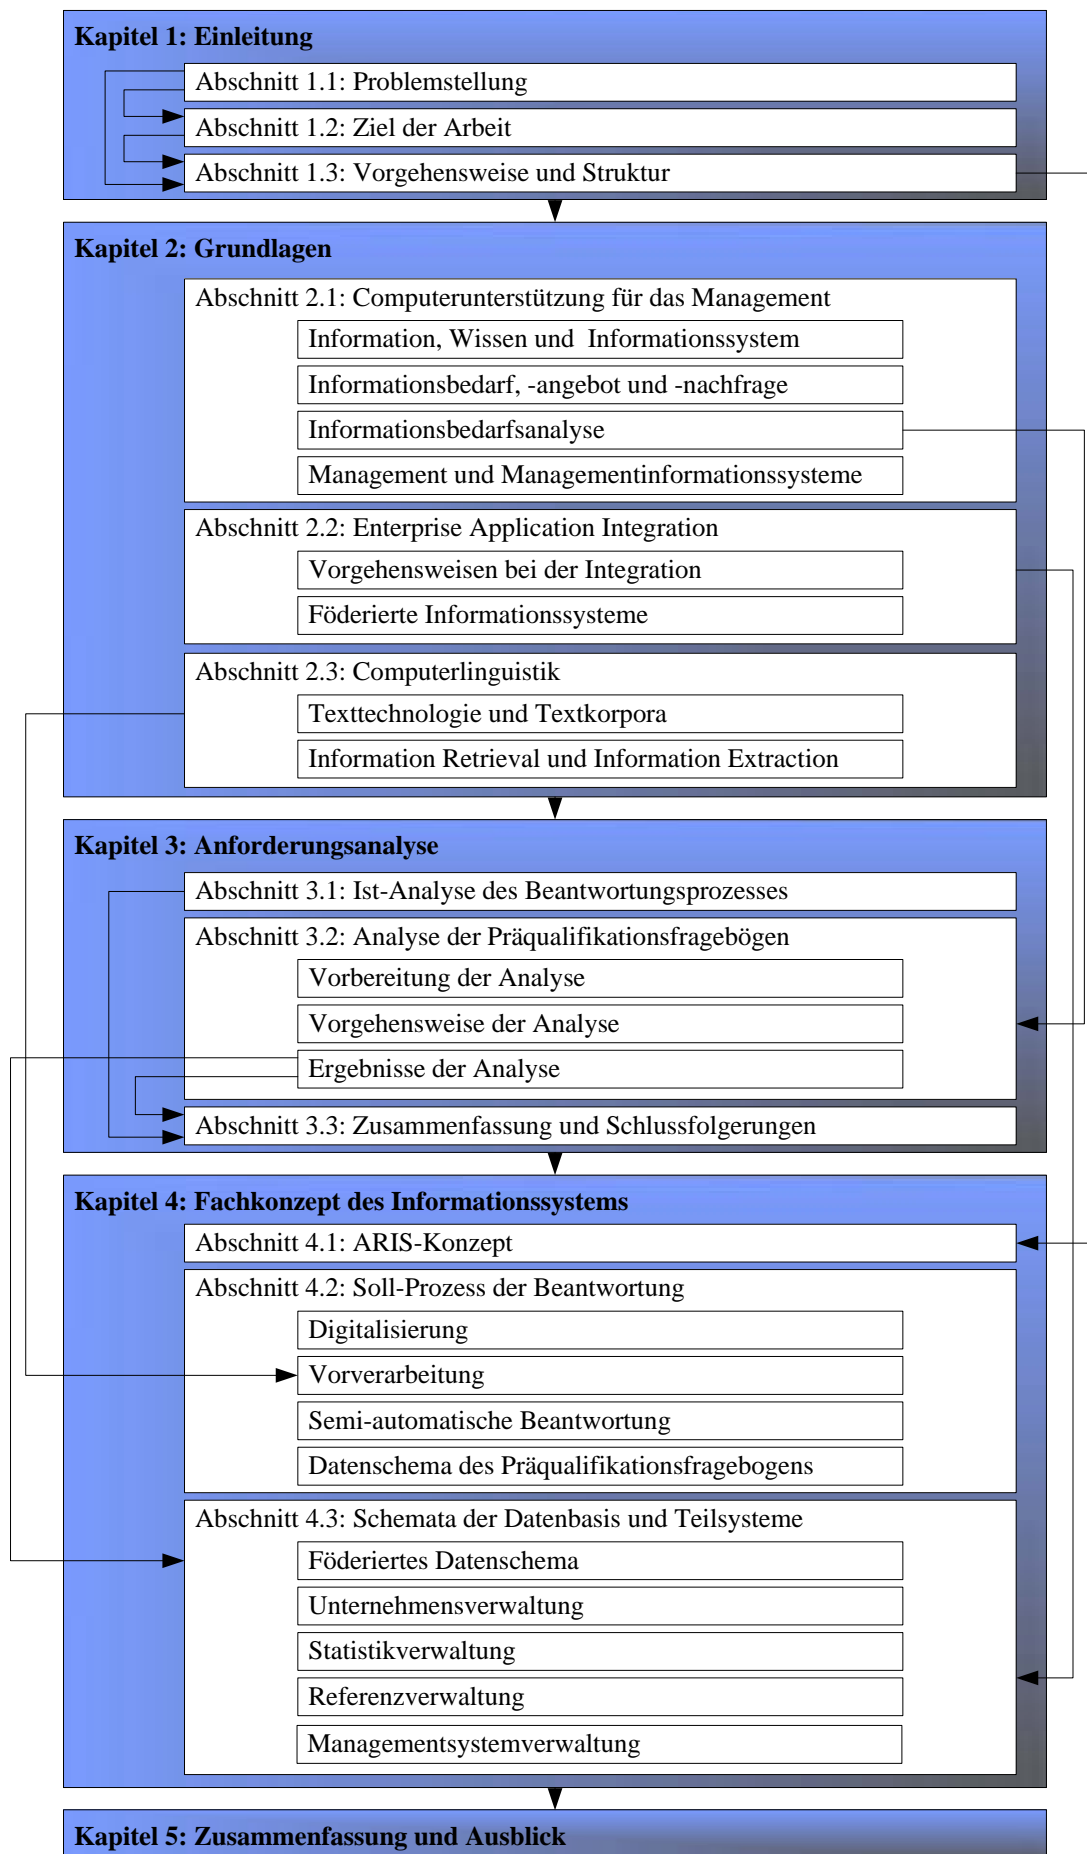 Kapitel 1: Einleitung
Abschnitt 1.1: Problemstellung
Abschnitt 1.2: Ziel der Arbeit
Abschnitt 1.3: Vorgehensweise und Struktur
Kapitel 2: Grundlagen
Abschnitt 2.1: Computerunterstützung für das Management
Information, Wissen und  Informationssystem
Informationsbedarf, -angebot und -nachfrage
Informationsbedarfsanalyse
Management und Managementinformationssysteme
Abschnitt 2.2: Enterprise Application Integration
Vorgehensweisen bei der Integration
Föderierte Informationssysteme
Abschnitt 2.3: Computerlinguistik
Texttechnologie und Textkorpora
Information Retrieval und Information Extraction
Kapitel 3: Anforderungsanalyse
Abschnitt 3.1: Ist-Analyse des Beantwortungsprozesses
Abschnitt 3.2: Analyse der Präqualifikationsfragebögen
Vorbereitung der Analyse
Vorgehensweise der Analyse
Ergebnisse der Analyse
Abschnitt 3.3: Zusammenfassung und Schlussfolgerungen
Kapitel 4: Fachkonzept des Informationssystems
Abschnitt 4.1: ARIS-Konzept
Abschnitt 4.2: Soll-Prozess der Beantwortung
Digitalisierung
Vorverarbeitung
Semi-automatische Beantwortung
Datenschema des Präqualifikationsfragebogens
Abschnitt 4.3: Schemata der Datenbasis und Teilsysteme
Föderiertes Datenschema
Unternehmensverwaltung
Statistikverwaltung
Referenzverwaltung
Managementsystemverwaltung
Kapitel 5: Zusammenfassung und Ausblick